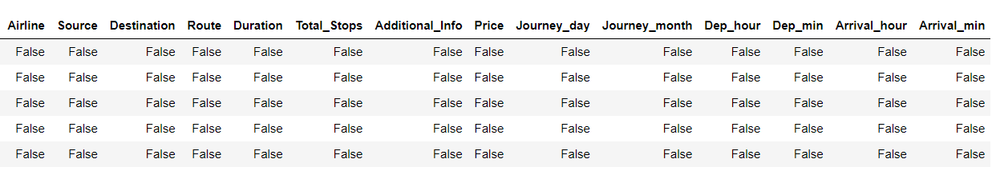 Airline Source Destination Route Duration Total_Stops Additional_Info Price Journey_day Journey_month Dep_hour Dep_min Arrival_hour Arrival_min
False False False False False False False False False False False False False False
False False False False False False False False False False False False False False
False False False False False False False False False False False False False False
False False False False False False False False False False False False False False
False False False False False False False False False False False False False False